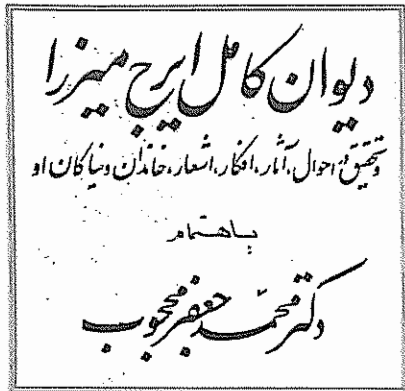 دیوان کامل ایرج میرزا
و تحقیق در احوال، آثار، افکار، اشعار، خاندان و نیاکان او
باهتمام
دکتر محمد جعفر محجوب